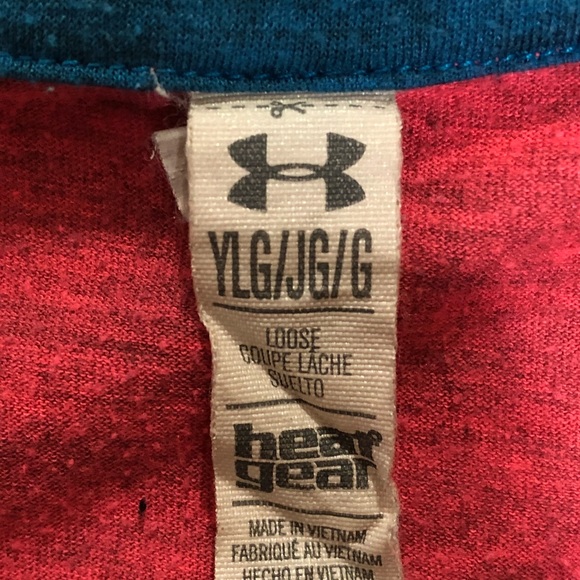 YLG/JG/G
LOOSE
COUPE LÂCHE
SUELTO
heat
gear
MADE IN VIETNAM
FABRIQUÉ AU VIETNAM
HECHO EN VIETNAM